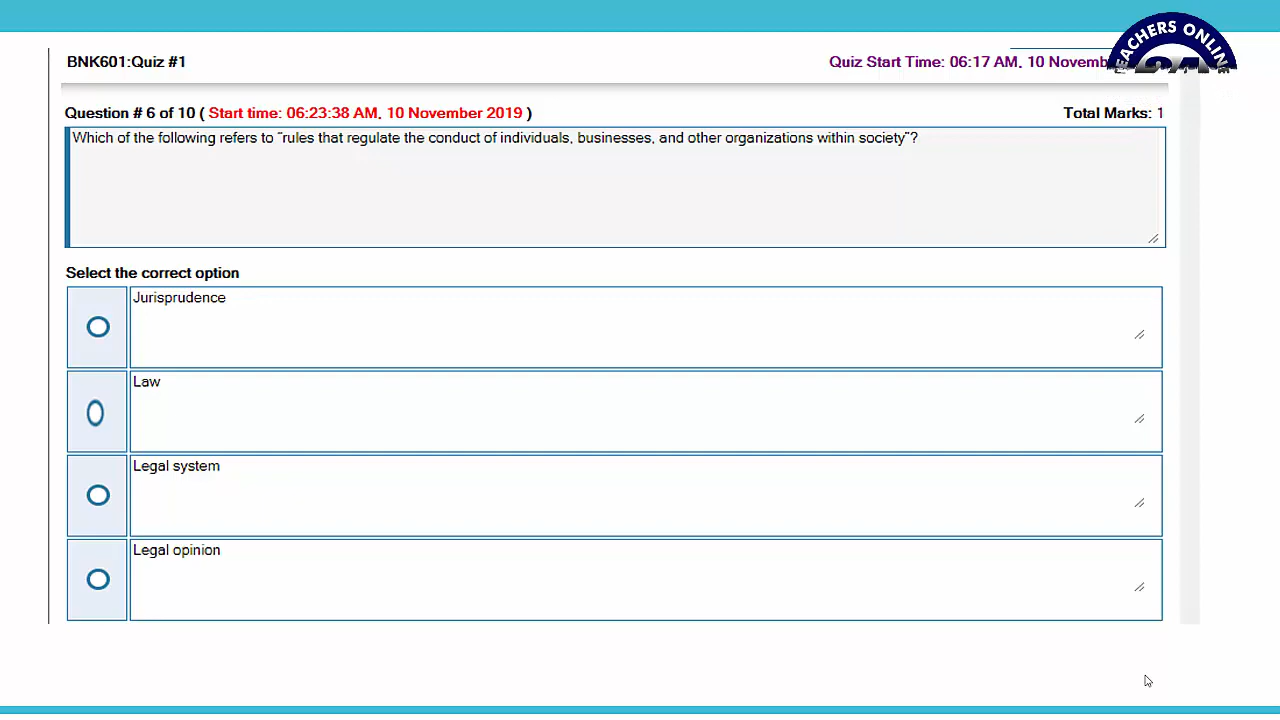 BNK601:Quiz #1
Quiz Start Time: 06:17 AM, 10 Novemb
EACHERS ONLINE
Question # 6 of 10 ( Start time: 06:23:38 AM, 10 November 2019 )
Total Marks: 1
Which of the following refers to “rules that regulate the conduct of individuals, businesses, and other organizations within society”?
Select the correct option
Jurisprudence
Law
Legal system
Legal opinion